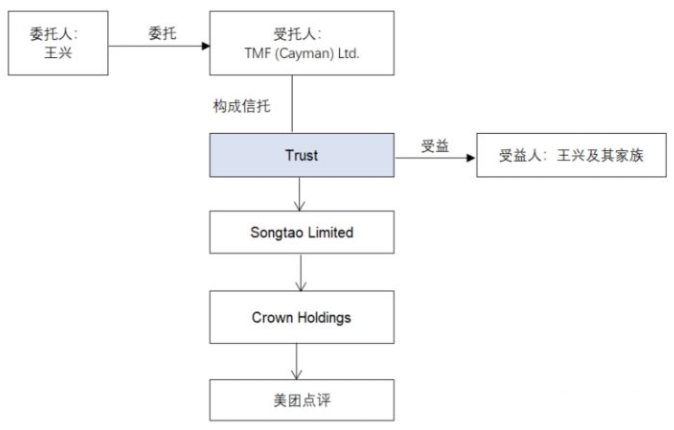 委托人：
王兴
委托
受托人：
TMF (Cayman) Ltd.
构成信托
Trust
受益
受益人：王兴及其家族
Songtao Limited
Crown Holdings
美团点评